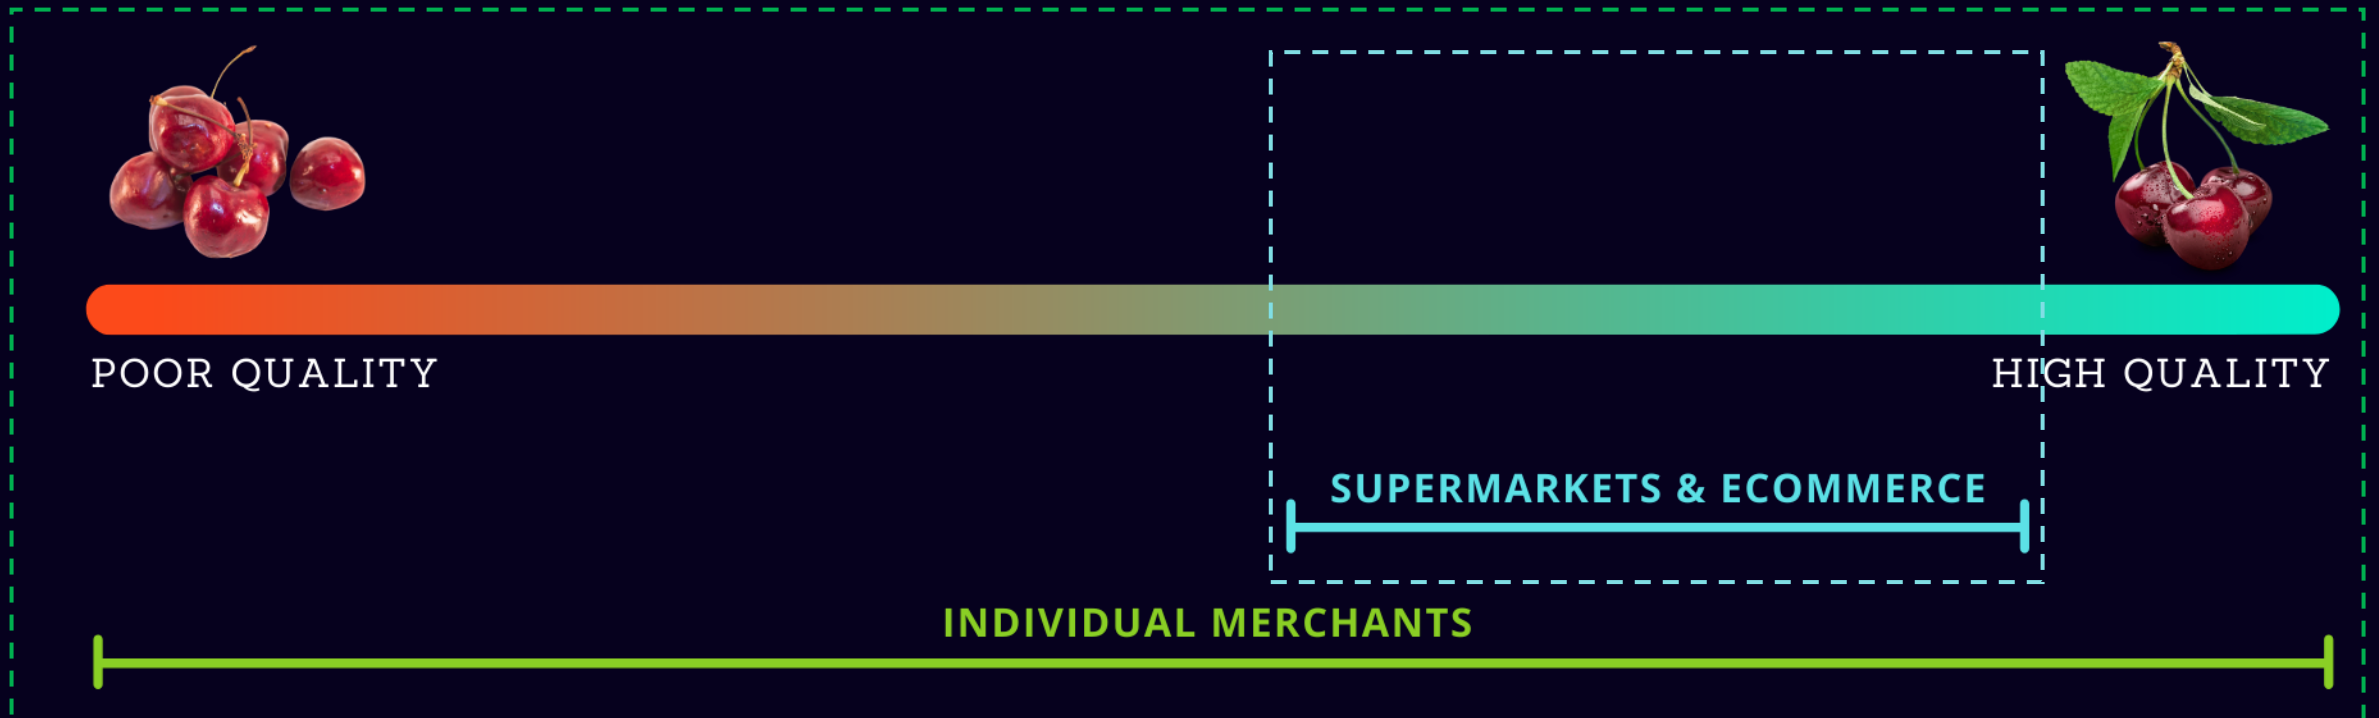 POOR QUALITY
HIGH QUALITY
SUPERMARKETS & ECOMMERCE
INDIVIDUAL MERCHANTS